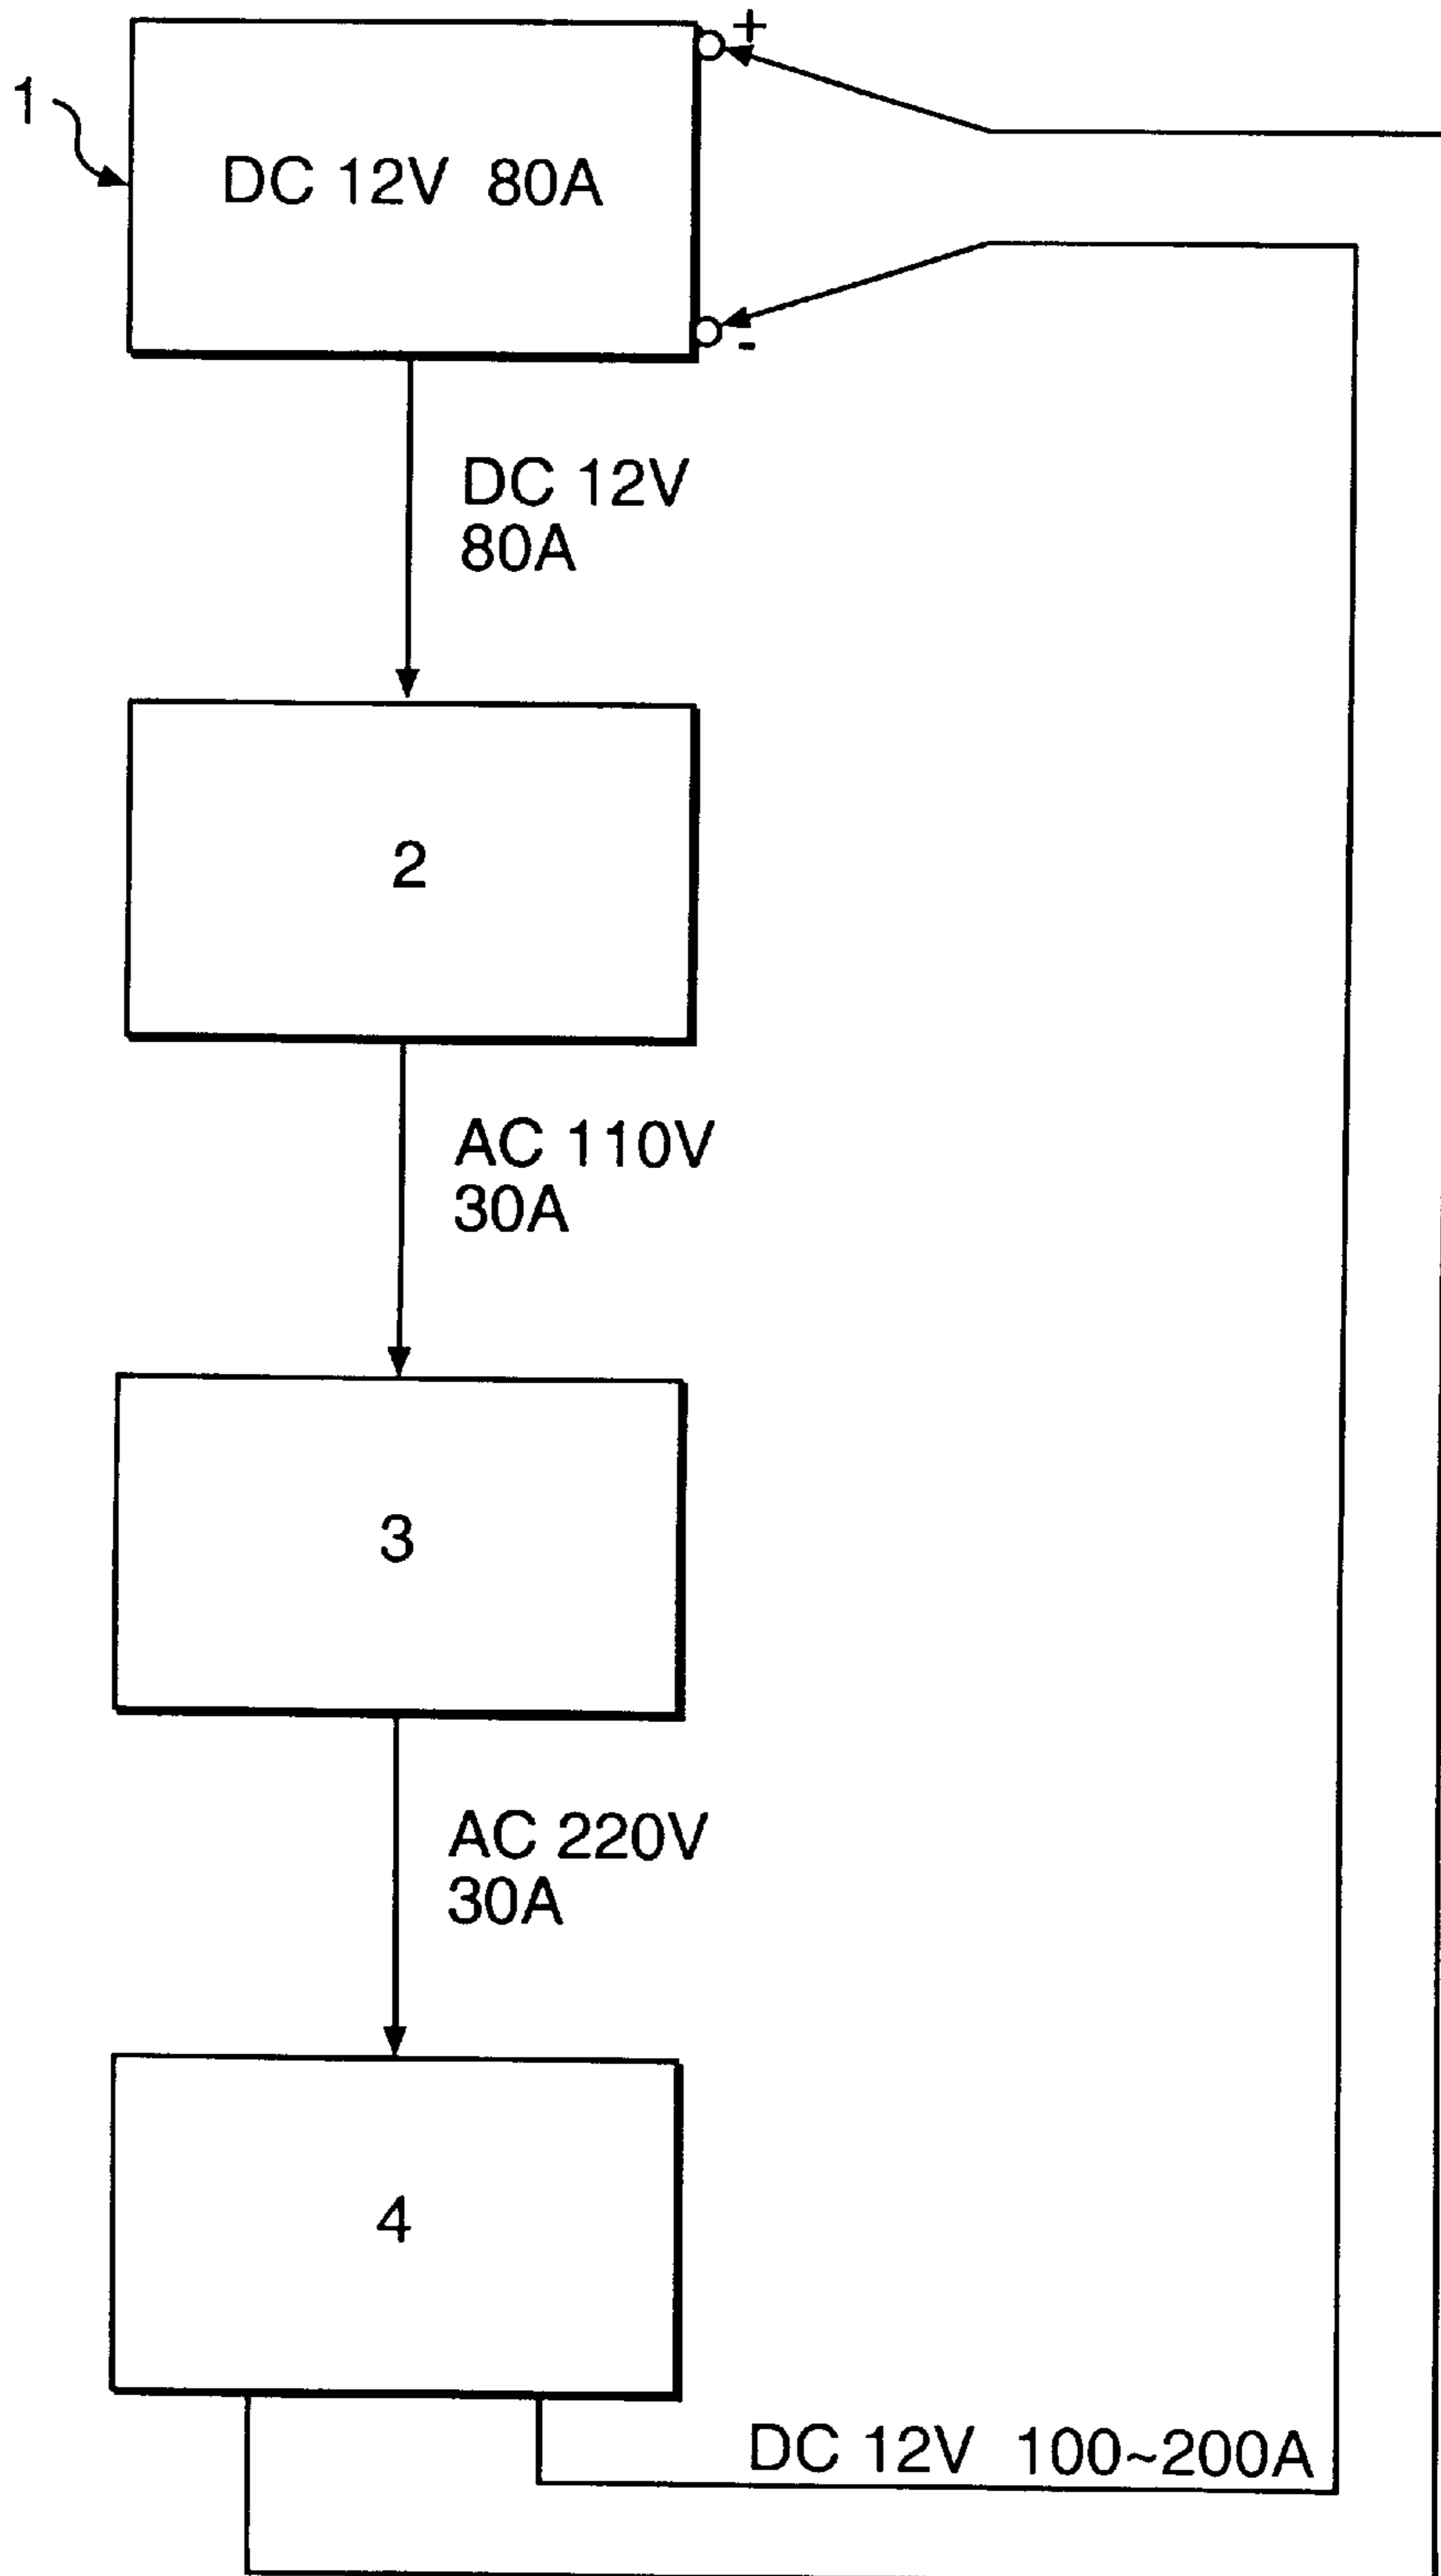 +
1
DC 12V 80A
-
DC 12V
80A
2
AC 110V
30A
3
AC 220V
30A
4
DC 12V 100~200A